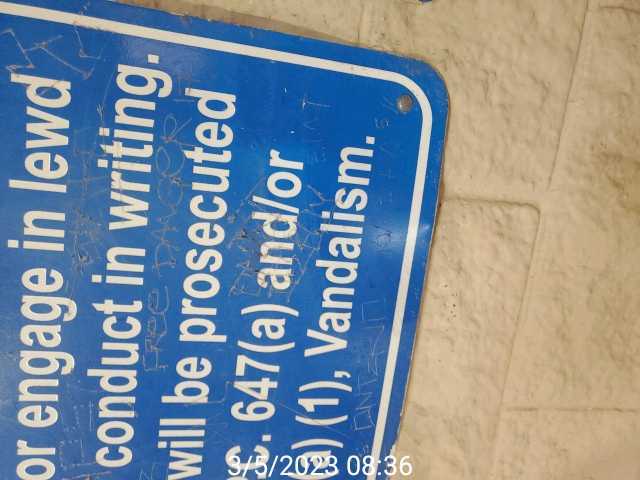 or engage in lewd
conduct in writing.
will be prosecuted
c. 647(a) and/or
(a) (1), Vandalism.
FREE
3/5/2023 08:36